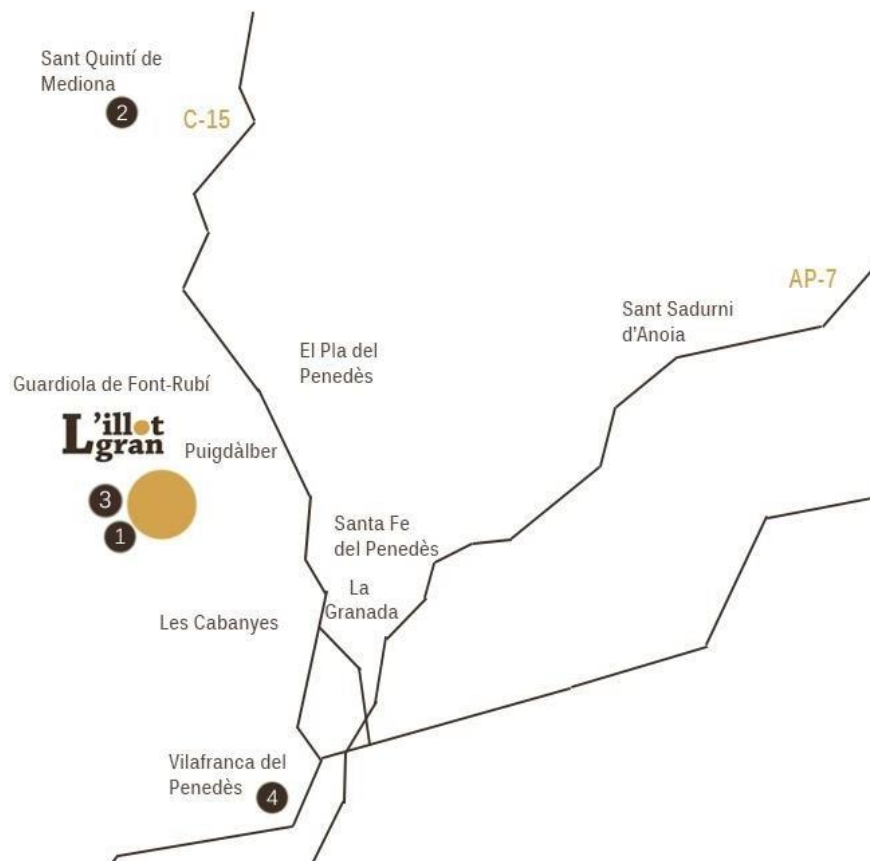 Sant Quintí de
Mediona
2
C-15
AP-7
Sant Sadurni
d'Anoia
El Pla del
Penedès
Guardiola de Font-Rubí
L'illot
gran
Puigdàlber
3
1
Santa Fe
del Penedès
La
Granada
Les Cabanyes
Vilafranca del
Penedès
4